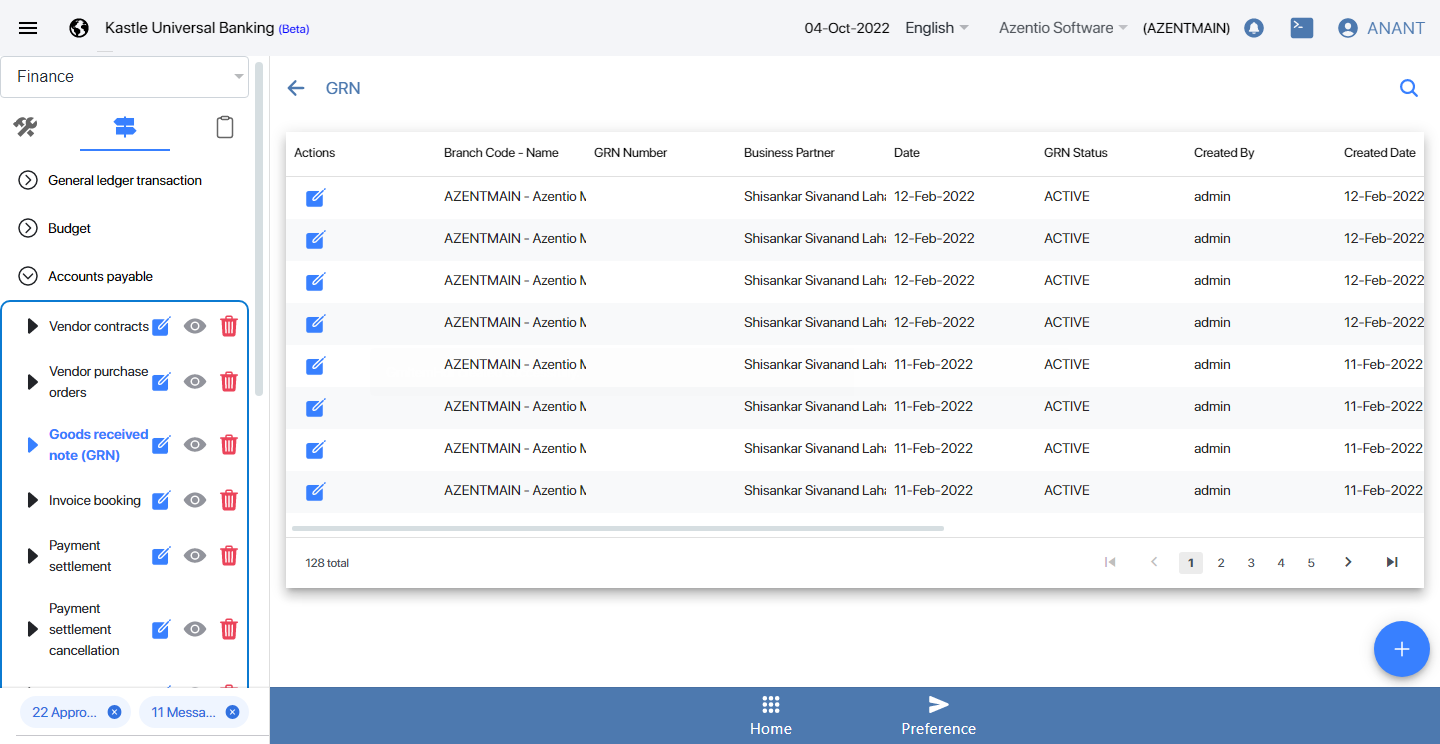 Kastle Universal Banking (Beta)
04-Oct-2022 English Azentio Software (AZENTMAIN) ANANT
Finance
General ledger transaction
Budget
Accounts payable
Vendor contracts
Vendor purchase
orders
Goods received
note (GRN)
Invoice booking
Payment
settlement
Payment
settlement
cancellation
22 Appro... 11 Messa...
GRN
Actions Branch Code - Name GRN Number Business Partner Date GRN Status Created By Created Date
AZENTMAIN - Azentio M Shisankar Sivanand Laha 12-Feb-2022 ACTIVE admin 12-Feb-2022
AZENTMAIN - Azentio M Shisankar Sivanand Laha 12-Feb-2022 ACTIVE admin 12-Feb-2022
AZENTMAIN - Azentio M Shisankar Sivanand Laha 12-Feb-2022 ACTIVE admin 12-Feb-2022
AZENTMAIN - Azentio M Shisankar Sivanand Laha 12-Feb-2022 ACTIVE admin 12-Feb-2022
AZENTMAIN - Azentio M Shisankar Sivanand Laha 11-Feb-2022 ACTIVE admin 11-Feb-2022
AZENTMAIN - Azentio M Shisankar Sivanand Laha 11-Feb-2022 ACTIVE admin 11-Feb-2022
AZENTMAIN - Azentio M Shisankar Sivanand Laha 11-Feb-2022 ACTIVE admin 11-Feb-2022
AZENTMAIN - Azentio M Shisankar Sivanand Laha 11-Feb-2022 ACTIVE admin 11-Feb-2022
128 total 1 2 3 4 5
Home Preference